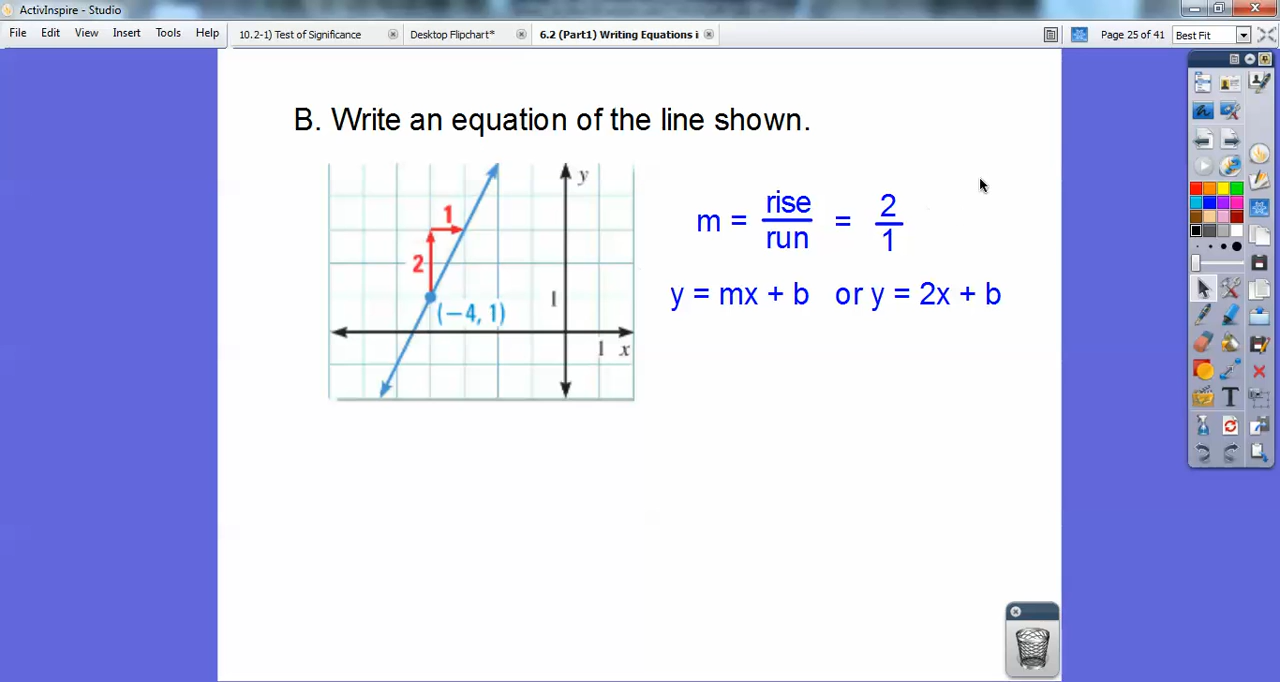 ActivInspire - Studio
File Edit View Insert Tools Help
10.2-1) Test of Significance
Desktop Flipchart*
6.2 (Part1) Writing Equations i
Page 25 of 41
Best Fit
B. Write an equation of the line shown.
y
1
2
1
(−4, 1)
1 x
m = rise/run = 2/1
y = mx + b or y = 2x + b
T